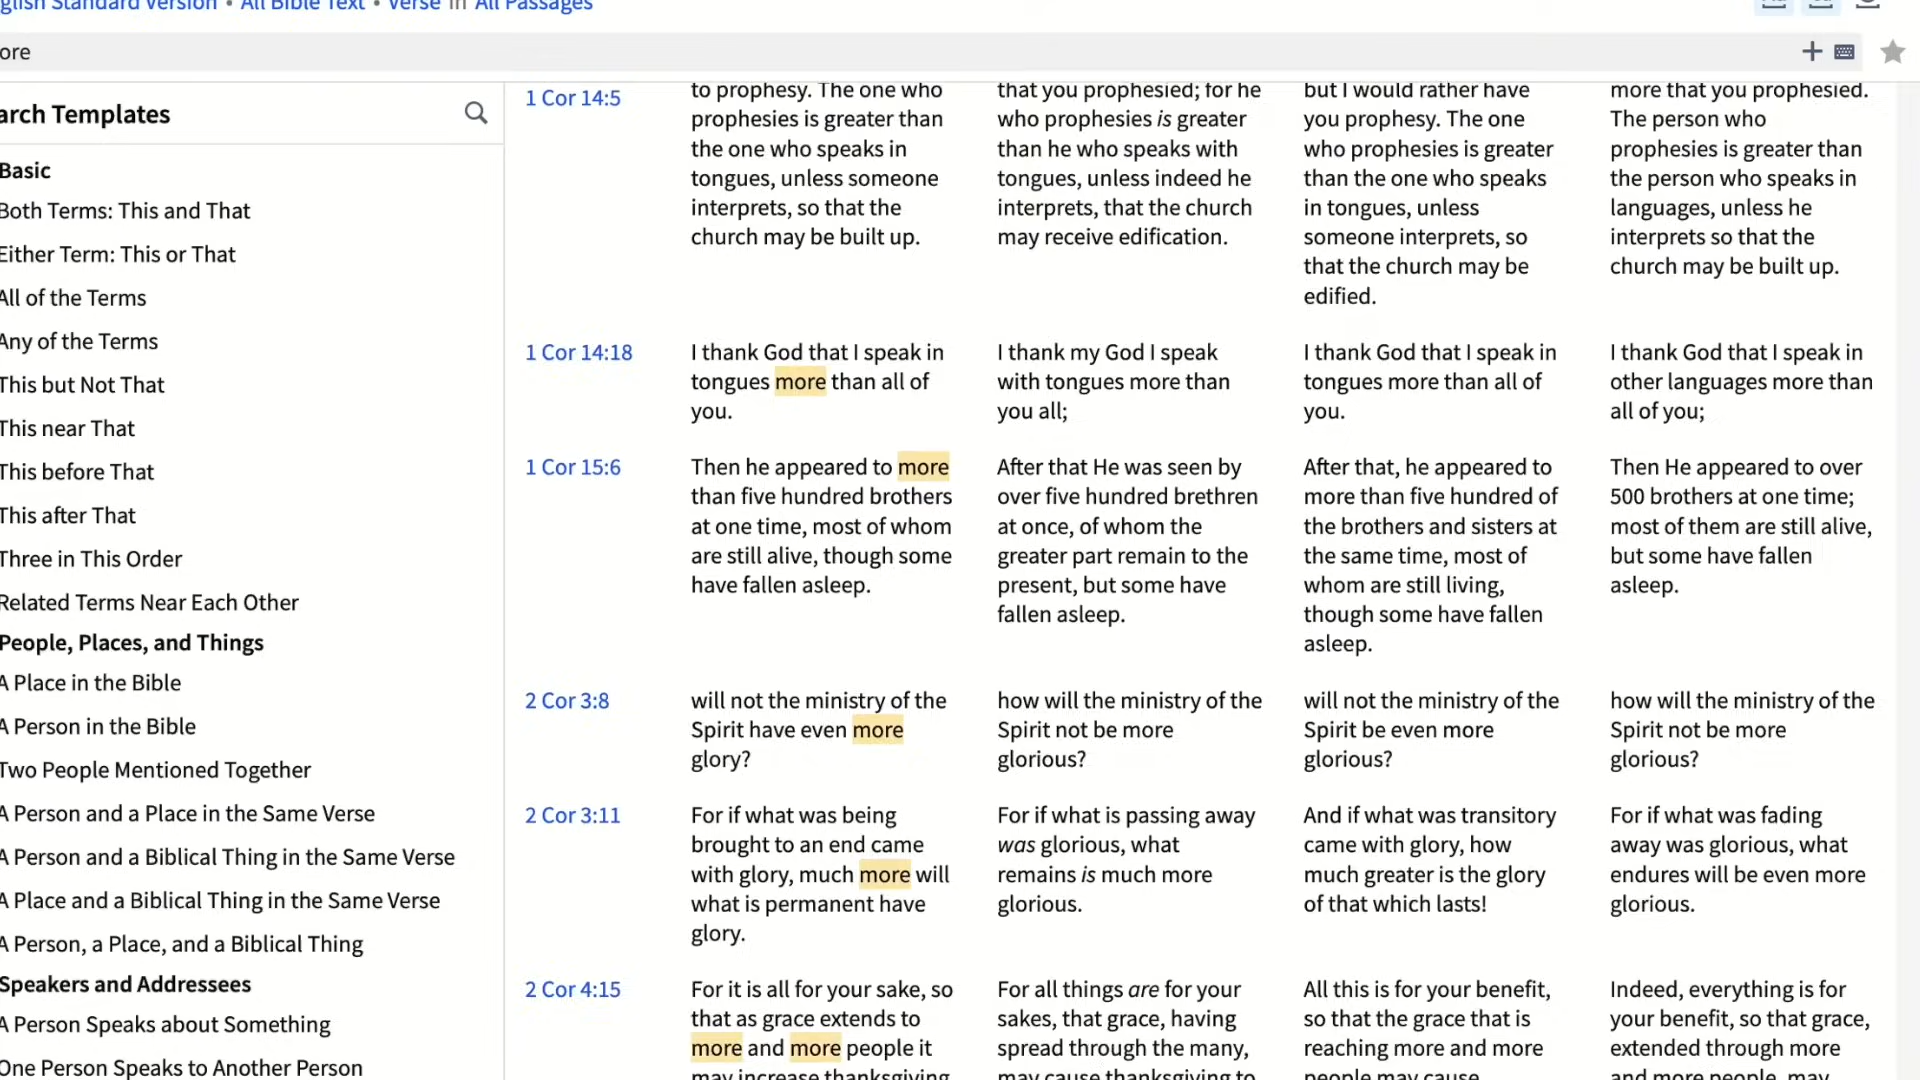 glish Standard Version • All Bible Text • Verse in All Passages
ore
arch Templates
Basic
Both Terms: This and That
Either Term: This or That
All of the Terms
Any of the Terms
This but Not That
This near That
This before That
This after That
Three in This Order
Related Terms Near Each Other
People, Places, and Things
A Place in the Bible
A Person in the Bible
Two People Mentioned Together
A Person and a Place in the Same Verse
A Person and a Biblical Thing in the Same Verse
A Place and a Biblical Thing in the Same Verse
A Person, a Place, and a Biblical Thing
Speakers and Addressees
A Person Speaks about Something
One Person Speaks to Another Person
1 Cor 14:5
to prophesy. The one who
prophesies is greater than
the one who speaks in
tongues, unless someone
interprets, so that the
church may be built up.
that you prophesied; for he
who prophesies is greater
than he who speaks with
tongues, unless indeed he
interprets, that the church
may receive edification.
but I would rather have
you prophesy. The one
who prophesies is greater
than the one who speaks
in tongues, unless
someone interprets, so
that the church may be
edified.
more that you prophesied.
The person who
prophesies is greater than
the person who speaks in
languages, unless he
interprets so that the
church may be built up.
1 Cor 14:18
I thank God that I speak in
tongues more than all of
you.
I thank my God I speak
with tongues more than
you all;
I thank God that I speak in
tongues more than all of
you.
I thank God that I speak in
other languages more than
all of you;
1 Cor 15:6
Then he appeared to more
than five hundred brothers
at one time, most of whom
are still alive, though some
have fallen asleep.
After that He was seen by
over five hundred brethren
at once, of whom the
greater part remain to the
present, but some have
fallen asleep.
After that, he appeared to
more than five hundred of
the brothers and sisters at
the same time, most of
whom are still living,
though some have fallen
asleep.
Then He appeared to over
500 brothers at one time;
most of them are still alive,
but some have fallen
asleep.
2 Cor 3:8
will not the ministry of the
Spirit have even more
glory?
how will the ministry of the
Spirit not be more
glorious?
will not the ministry of the
Spirit be even more
glorious?
how will the ministry of the
Spirit not be more
glorious?
2 Cor 3:11
For if what was being
brought to an end came
with glory, much more will
what is permanent have
glory.
For if what is passing away
was glorious, what
remains is much more
glorious.
And if what was transitory
came with glory, how
much greater is the glory
of that which lasts!
For if what was fading
away was glorious, what
endures will be even more
glorious.
2 Cor 4:15
For it is all for your sake, so
that as grace extends to
more and more people it
may increase thanksgiving,
For all things are for your
sakes, that grace, having
spread through the many,
may cause thanksgiving to
All this is for your benefit,
so that the grace that is
reaching more and more
people may cause
Indeed, everything is for
your benefit, so that grace,
extended through more
and more people, may